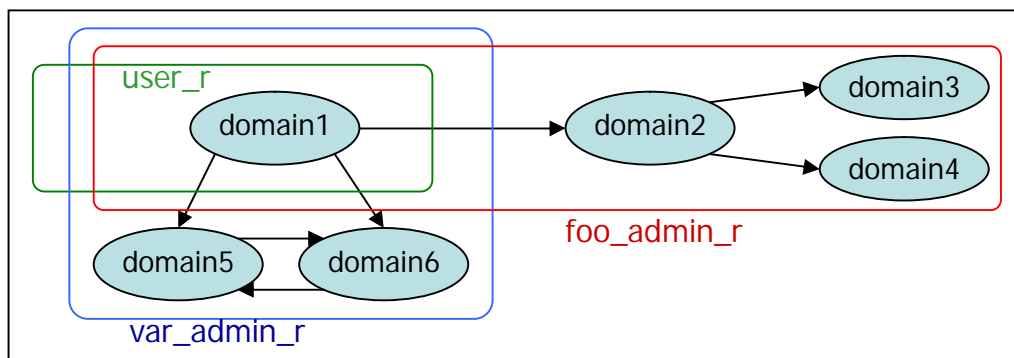 user_r
domain1
domain2
domain3
domain4
foo_admin_r
domain5
domain6
var_admin_r